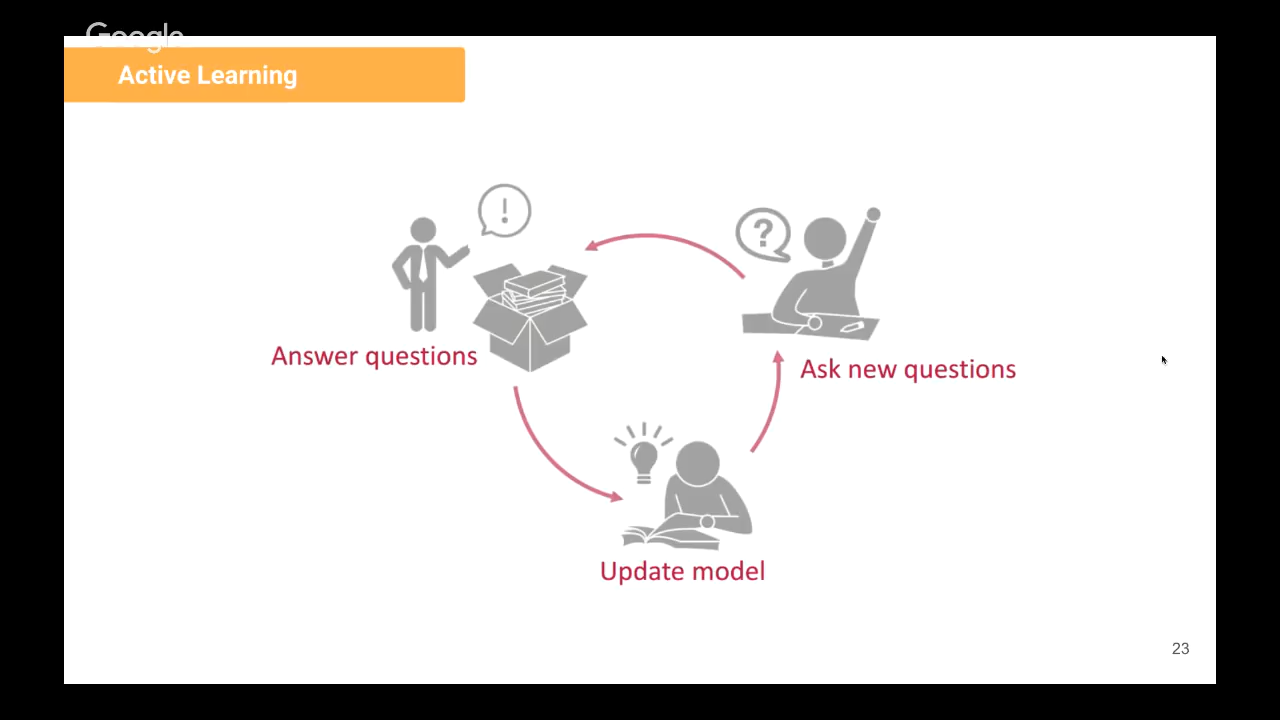 Google
Active Learning
!
?
Answer questions
Ask new questions
Update model
23